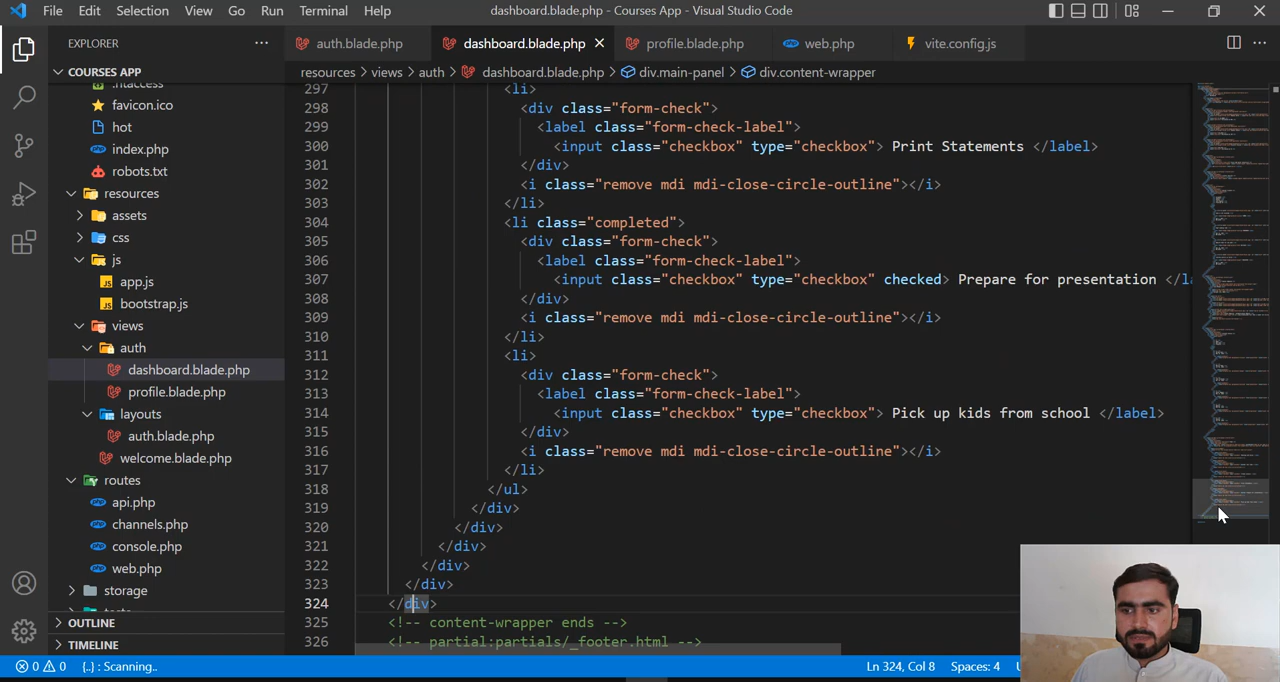 File Edit Selection View Go Run Terminal Help dashboard.blade.php - Courses App - Visual Studio Code
EXPLORER
auth.blade.php dashboard.blade.php profile.blade.php web.php vite.config.js
COURSES APP
resources > views > auth > dashboard.blade.php > div.main-panel > div.content-wrapper
.htaccess
favicon.ico
hot
index.php
robots.txt
resources
assets
css
js
app.js
bootstrap.js
views
auth
dashboard.blade.php
profile.blade.php
layouts
auth.blade.php
welcome.blade.php
routes
api.php
channels.php
console.php
web.php
storage
OUTLINE
TIMELINE
297 <li>
298 <div class="form-check">
299 <label class="form-check-label">
300 <input class="checkbox" type="checkbox"> Print Statements </label>
301 </div>
302 <i class="remove mdi mdi-close-circle-outline"></i>
303 </li>
304 <li class="completed">
305 <div class="form-check">
306 <label class="form-check-label">
307 <input class="checkbox" type="checkbox" checked> Prepare for presentation </la
308 </div>
309 <i class="remove mdi mdi-close-circle-outline"></i>
310 </li>
311 <li>
312 <div class="form-check">
313 <label class="form-check-label">
314 <input class="checkbox" type="checkbox"> Pick up kids from school </label>
315 </div>
316 <i class="remove mdi mdi-close-circle-outline"></i>
317 </li>
318 </ul>
319 </div>
320 </div>
321 </div>
322 </div>
323 </div>
324 </div>
325 <!-- content-wrapper ends -->
326 <!-- partial:partials/_footer.html -->
0 0 {..} : Scanning.. Ln 324, Col 8 Spaces: 4